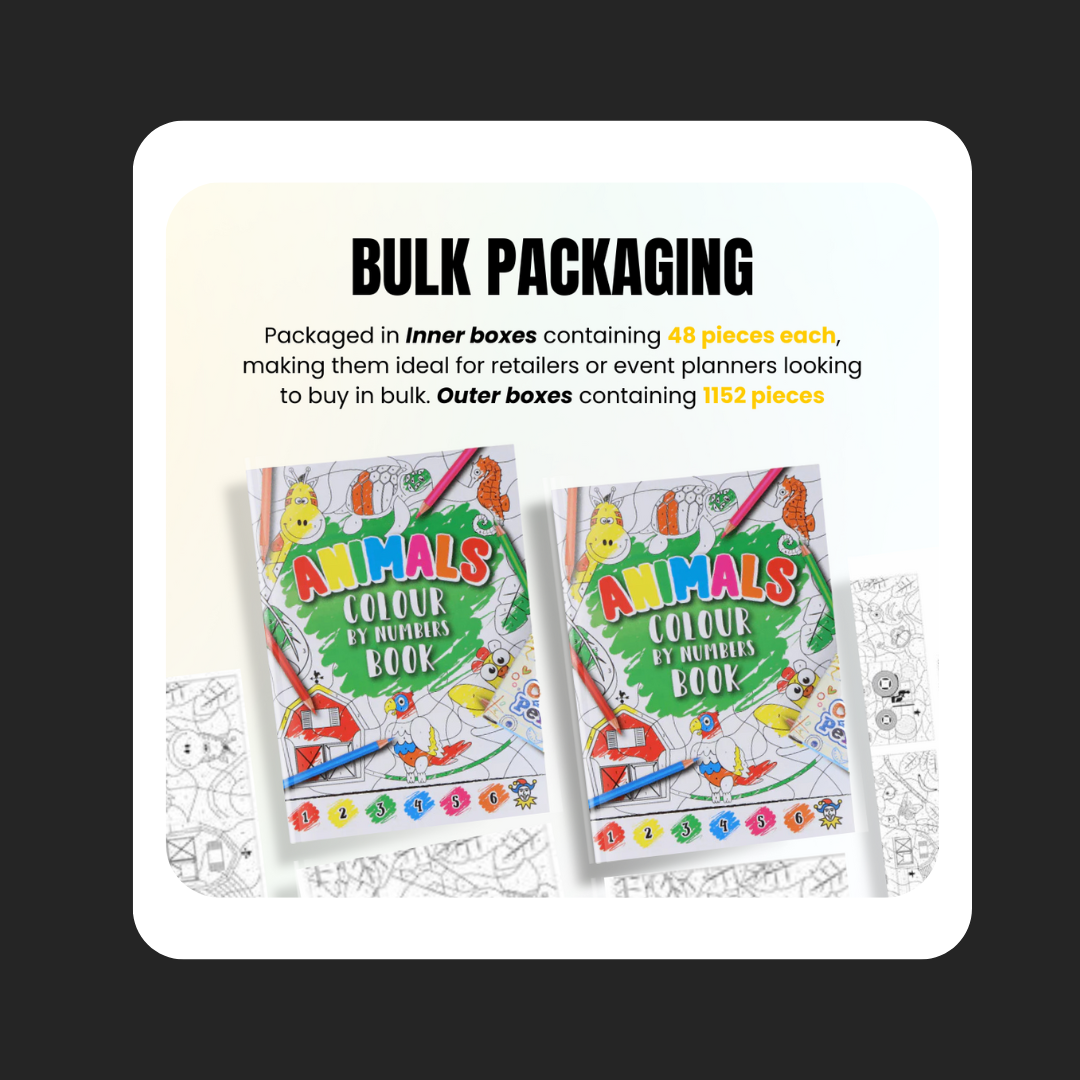 BULK PACKAGING
Packaged in Inner boxes containing 48 pieces each,
making them ideal for retailers or event planners looking
to buy in bulk. Outer boxes containing 1152 pieces
ANIMALS
COLOUR
BY NUMBERS
BOOK
1 2 3 4 5 6
ANIMALS
COLOUR
BY NUMBERS
BOOK
1 2 3 4 5 6